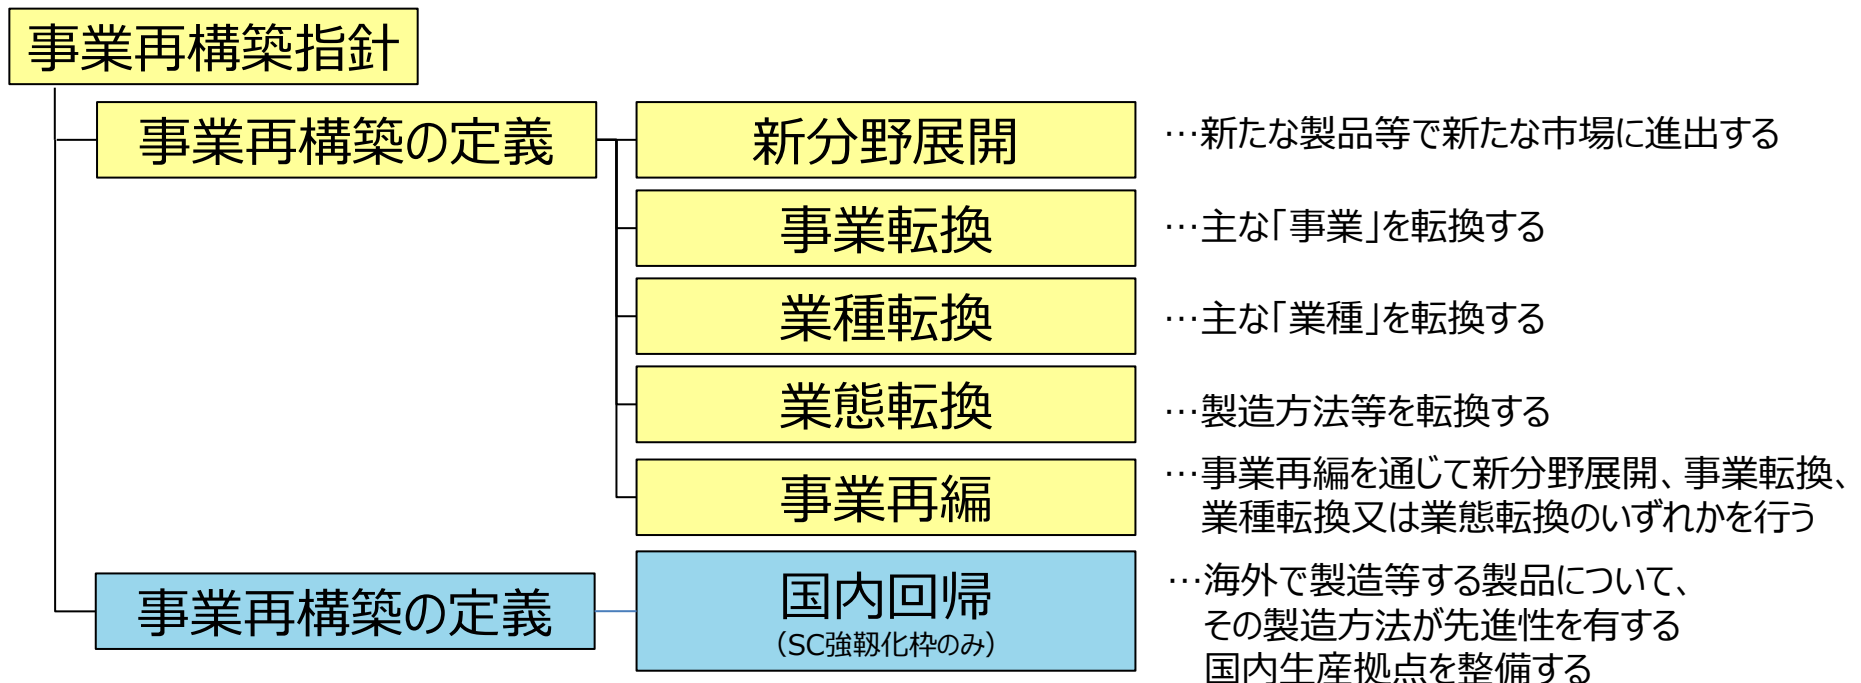 事業再構築指針
事業再構築の定義
新分野展開
…新たな製品等で新たな市場に進出する
事業転換
…主な「事業」を転換する
業種転換
…主な「業種」を転換する
業態転換
…製造方法等を転換する
事業再編
…事業再編を通じて新分野展開、事業転換、
業種転換又は業態転換のいずれかを行う
事業再構築の定義
国内回帰
（SC強靱化枠のみ）
…海外で製造等する製品について、
その製造方法が先進性を有する
国内生産拠点を整備する